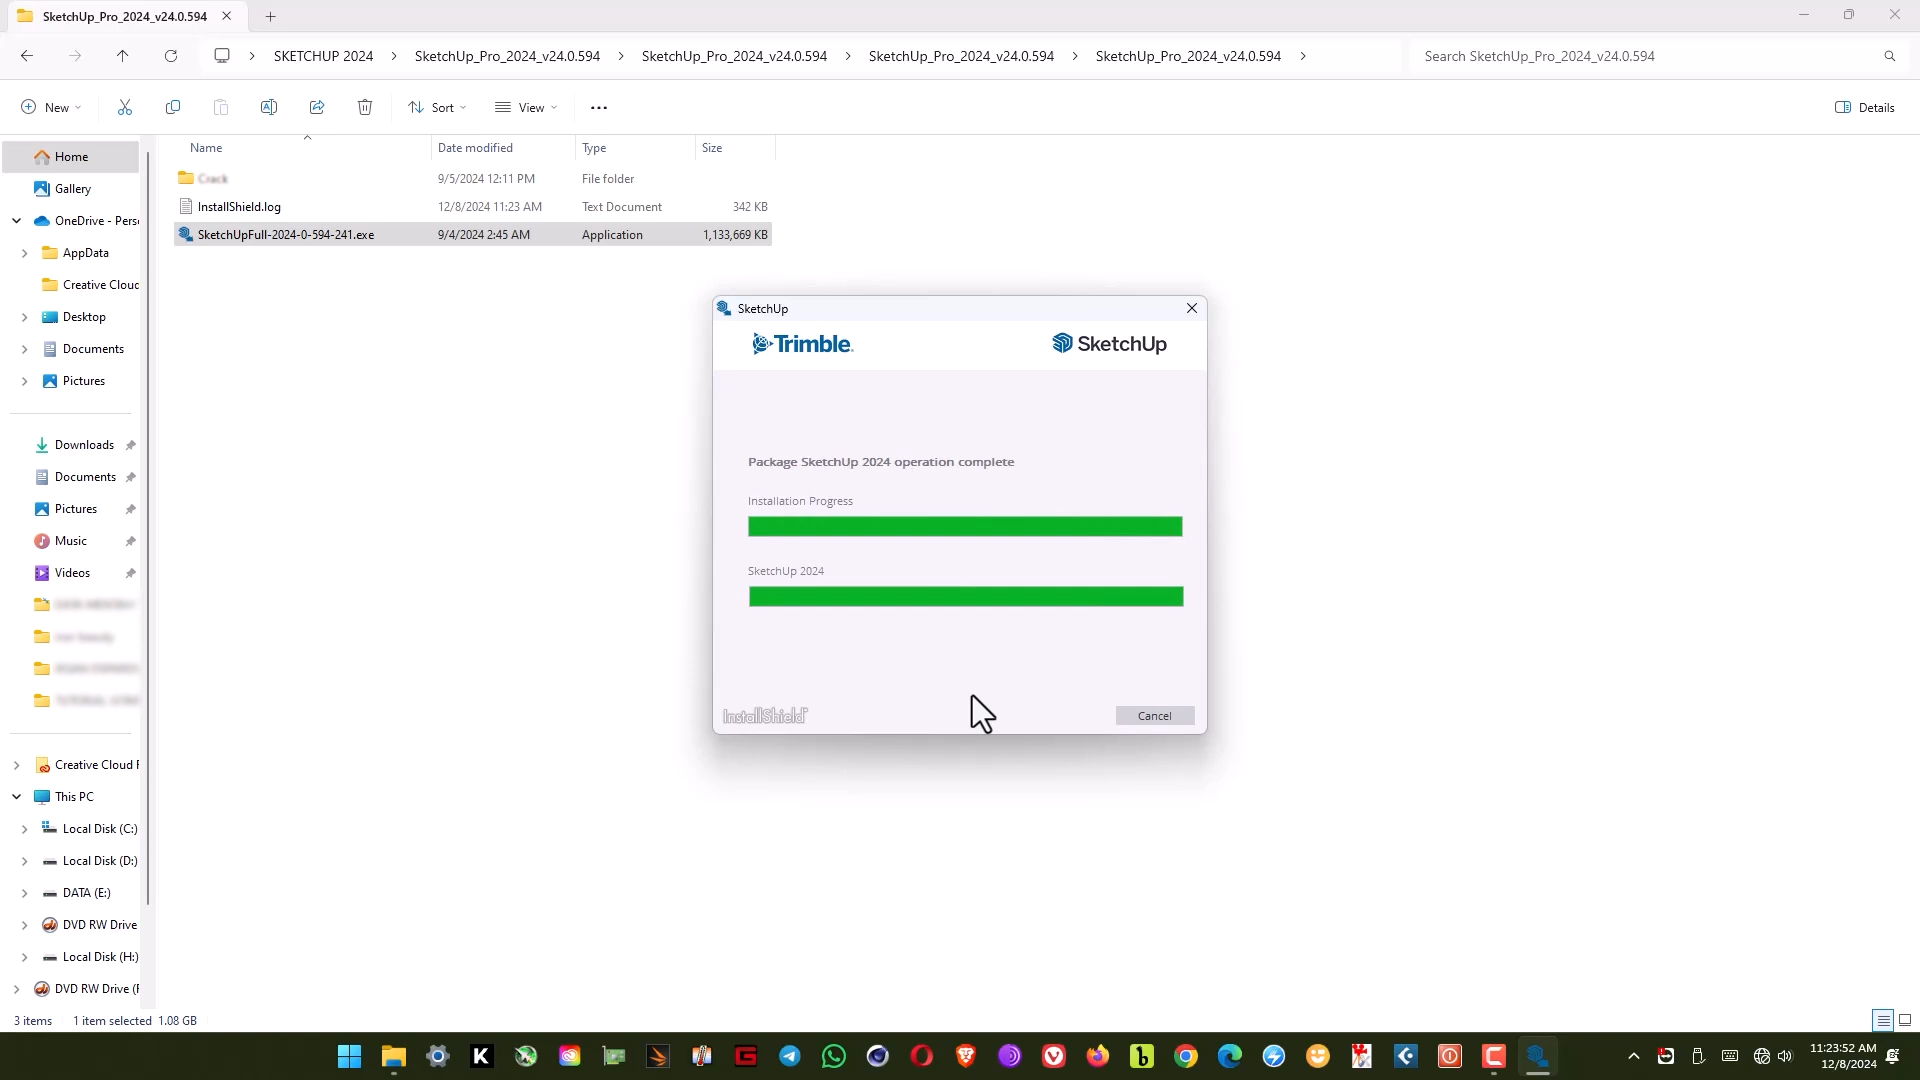 SketchUp_Pro_2024_v24.0.594
SKETCHUP 2024
SketchUp_Pro_2024_v24.0.594
SketchUp_Pro_2024_v24.0.594
SketchUp_Pro_2024_v24.0.594
SketchUp_Pro_2024_v24.0.594
Search SketchUp_Pro_2024_v24.0.594
New
Sort
View
Details
Name
Date modified
Type
Size
Crack
9/5/2024 12:11 PM
File folder
InstallShield.log
12/8/2024 11:23 AM
Text Document
342 KB
SketchUpFull-2024-0-594-241.exe
9/4/2024 2:45 AM
Application
1,133,669 KB
Home
Gallery
OneDrive - Pers
AppData
Creative Cloud
Desktop
Documents
Pictures
Downloads
Documents
Pictures
Music
Videos
Creative Cloud F
This PC
Local Disk (C:)
Local Disk (D:)
DATA (E:)
DVD RW Drive
Local Disk (H:)
DVD RW Drive (F
SketchUp
Trimble
SketchUp
Package SketchUp 2024 operation complete
Installation Progress
SketchUp 2024
InstallShield
Cancel
3 items
1 item selected 1.08 GB
11:23:52 AM
12/8/2024